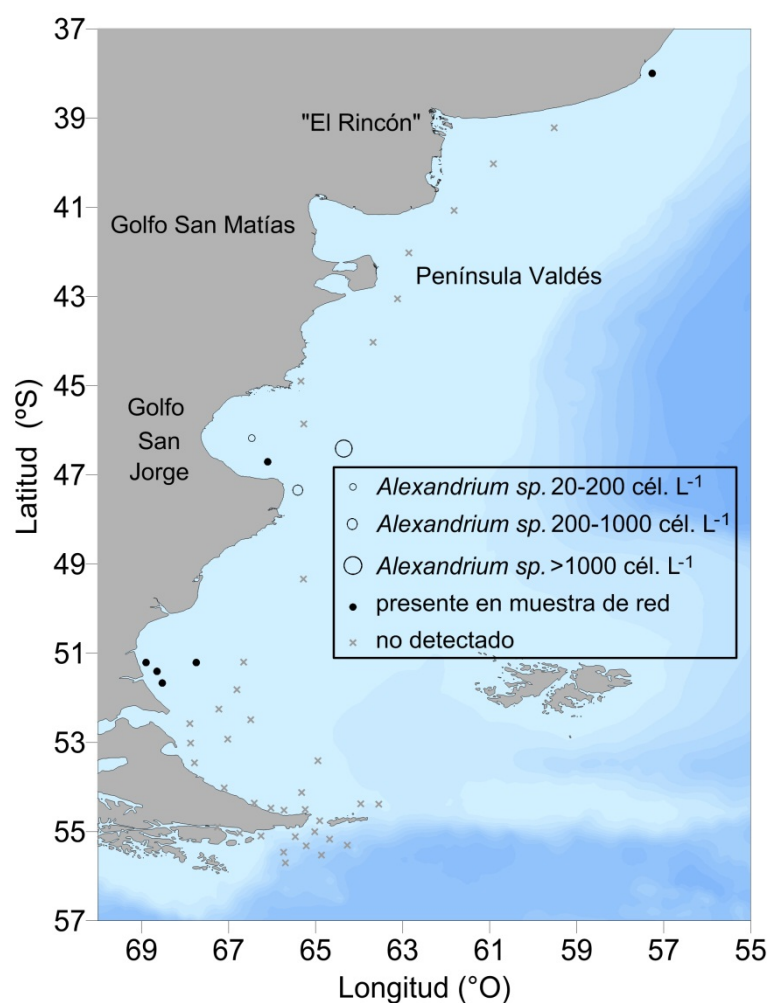 37
39
41
43
45
47
49
51
53
55
57
Latitud (°S)
"El Rincón"
Golfo San Matías
Península Valdés
Golfo
San
Jorge
Alexandrium sp. 20-200 cél. L-1
Alexandrium sp. 200-1000 cél. L-1
Alexandrium sp. >1000 cél. L-1
presente en muestra de red
no detectado
69 67 65 63 61 59 57 55
Longitud (°O)